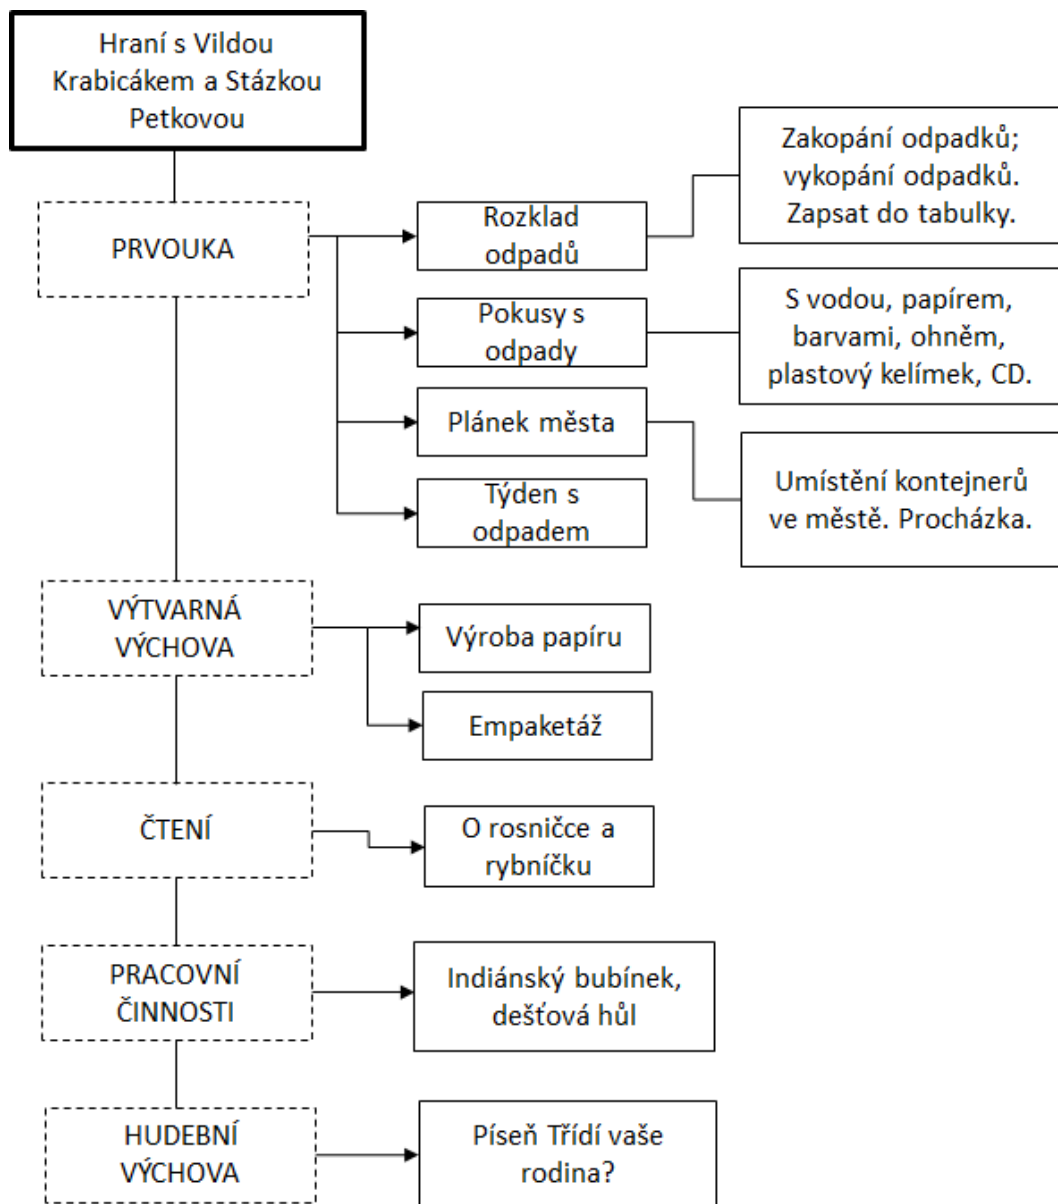 Hraní s Vildou
Krabicákem a Stázkou
Petkovou
PRVOUKA
Rozklad
odpadů
Zakopání odpadků;
vykopání odpadků.
Zapsat do tabulky.
Pokusy s
odpady
S vodou, papírem,
barvami, ohněm,
plastový kelímek, CD.
Plánek města
Umístění kontejnerů
ve městě. Procházka.
Týden s
odpadem
VÝTVARNÁ
VÝCHOVA
Výroba papíru
Empaketáž
ČTENÍ
O rosničce a
rybníčku
PRACOVNÍ
ČINNOSTI
Indiánský bubínek,
dešťová hůl
HUDEBNÍ
VÝCHOVA
Píseň Třídí vaše
rodina?